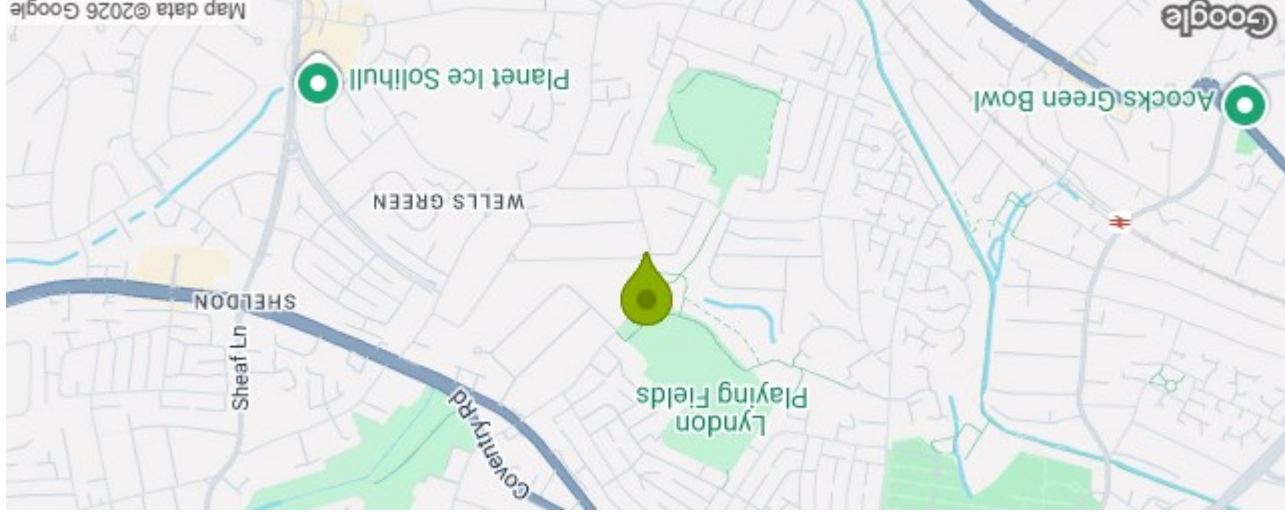 Coventry Rd
Lyndon
Playing Fields
Sheaf Ln
SHELDON
WELLS GREEN
Acocks Green Bowl
Planet Ice Solihull
Google
Map data ©2026 Google